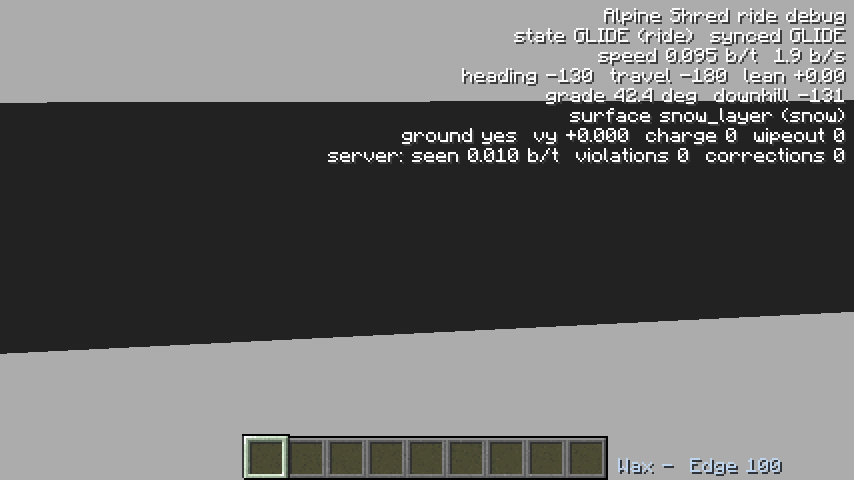 Alpine Shred ride debug
state GLIDE (ride) synced GLIDE
speed 0.095 b/t 1.9 b/s
heading -130 travel -180 lean +0.00
grade 42.4 deg downhill -131
surface snow_layer (snow)
ground yes vy +0.000 charge 0 wipeout 0
server: seen 0.010 b/t violations 0 corrections 0
Wax - Edge 100